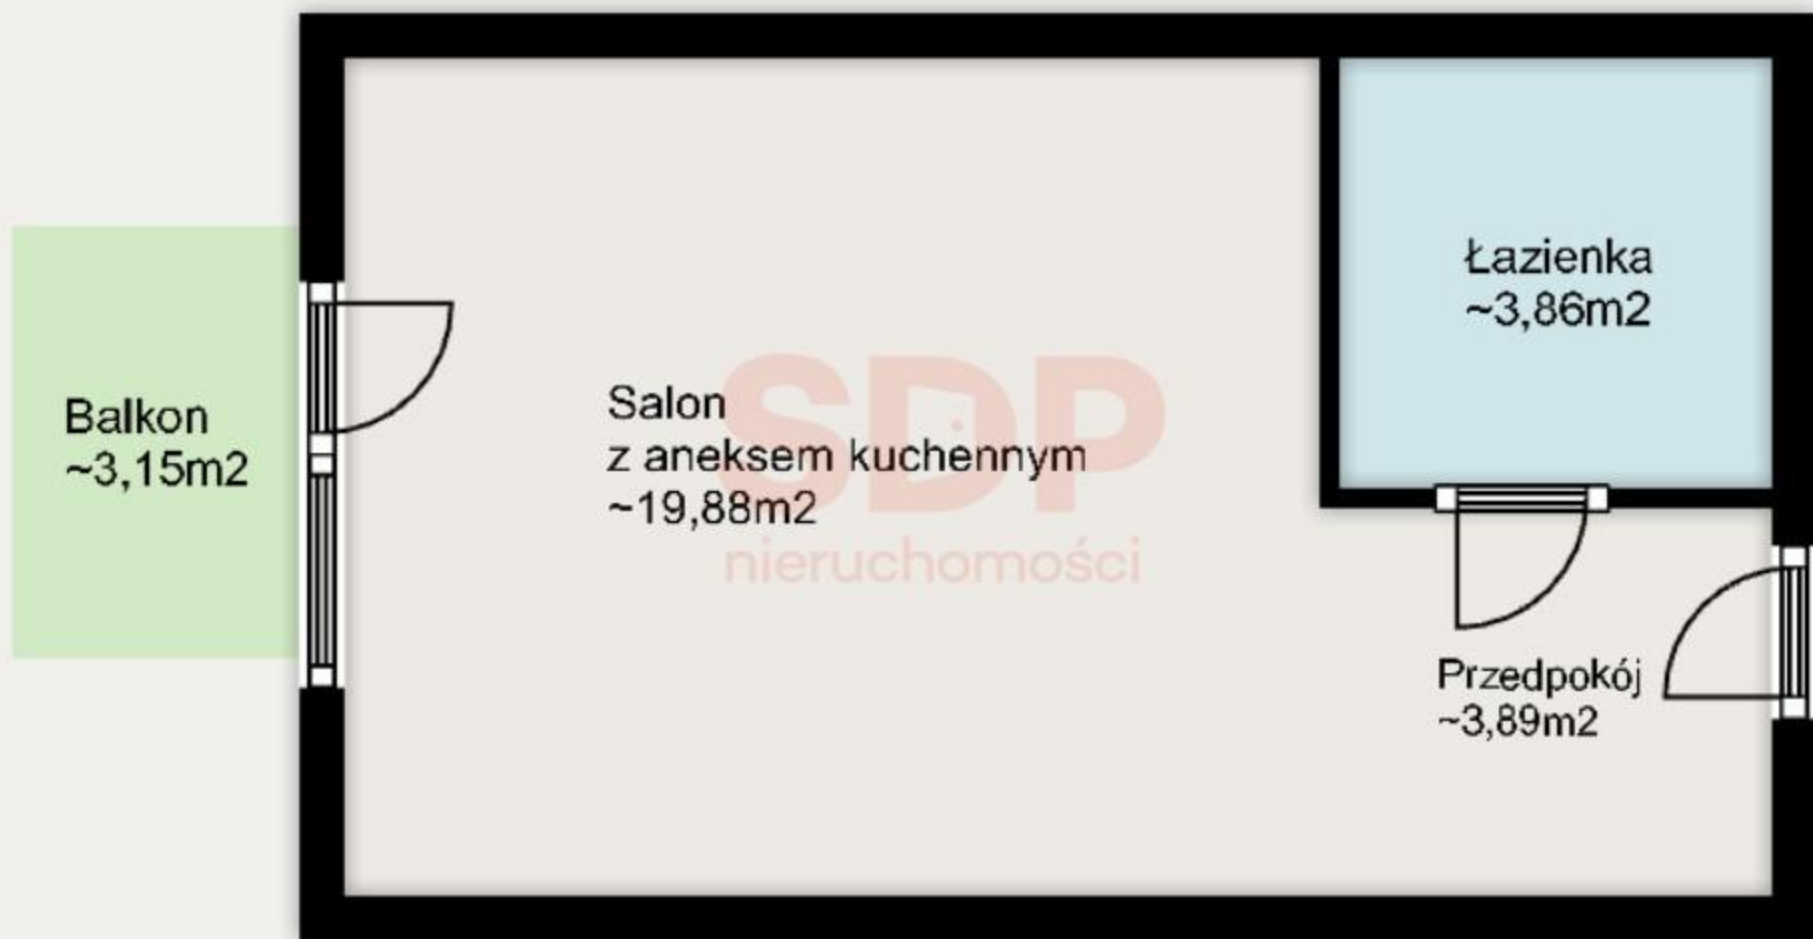 Łazienka
~3,86m2
Balkon
~3,15m2
Salon
z aneksem kuchennym
~19,88m2
SDP
nieruchomości
Przedpokój
~3,89m2